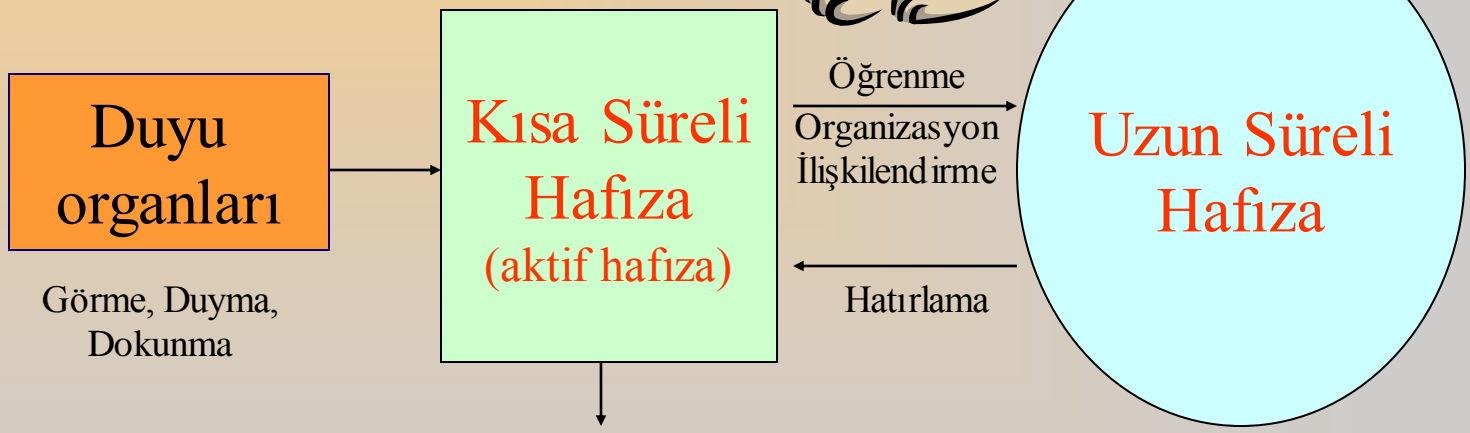 Duyu
organları
Görme, Duyma,
Dokunma
Kısa Süreli
Hafıza
(aktif hafıza)
Öğrenme
Organizasyon
İlişkilendirme
Hatırlama
Uzun Süreli
Hafıza